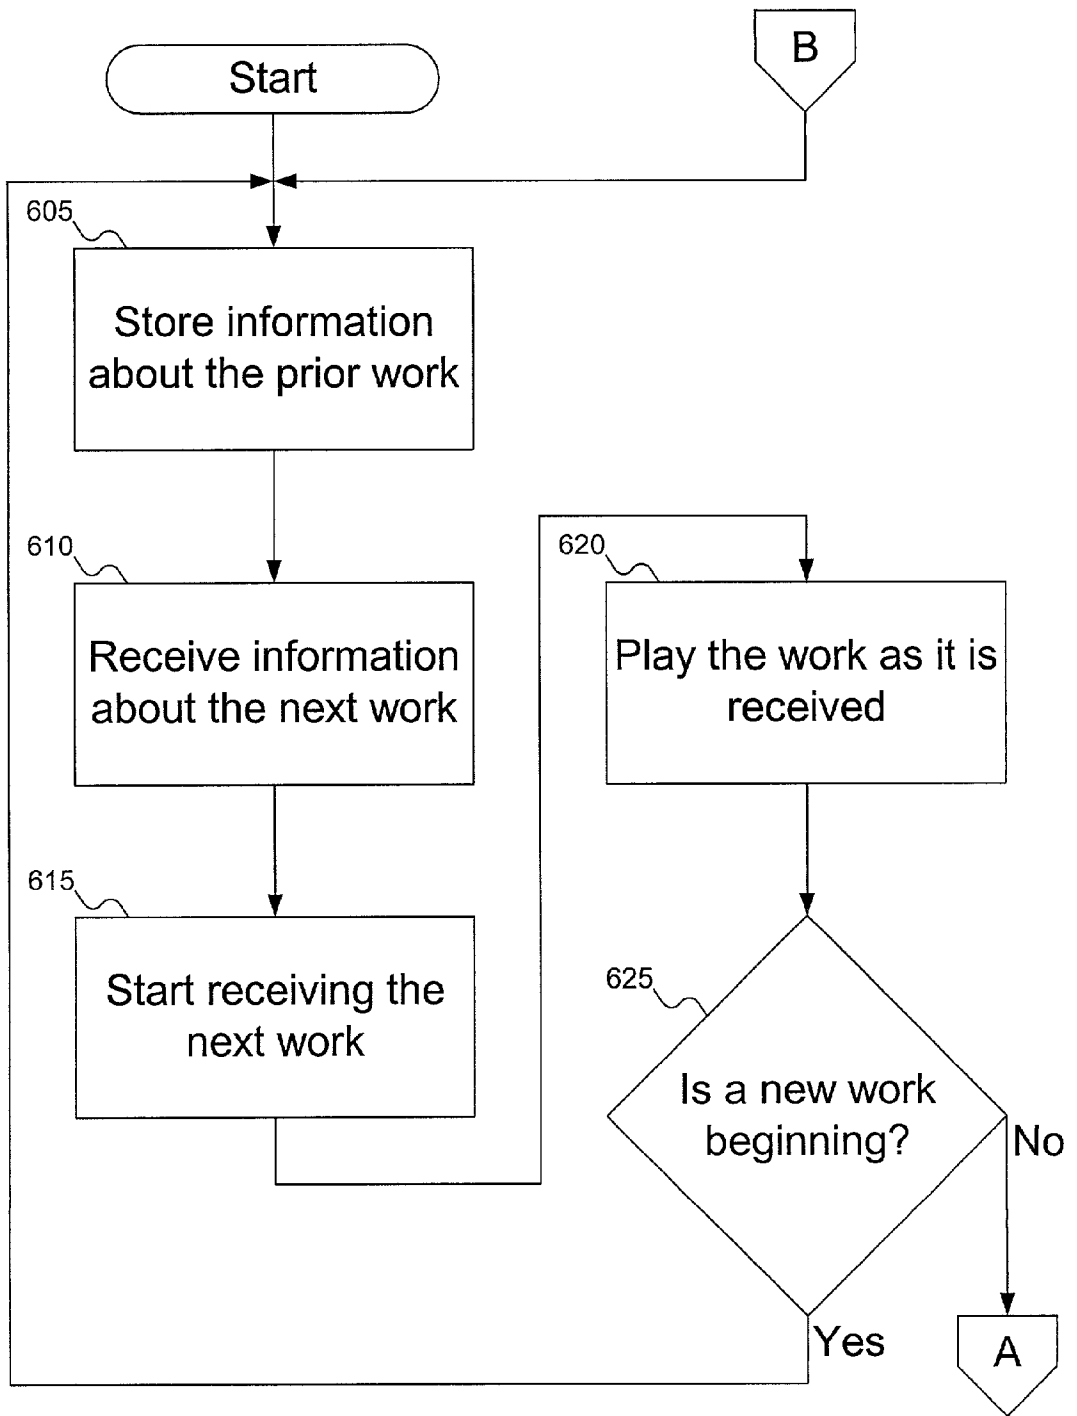 Start
B
605
Store information
about the prior work
610
Receive information
about the next work
615
Start receiving the
next work
620
Play the work as it is
received
625
Is a new work
beginning?
No
Yes
A